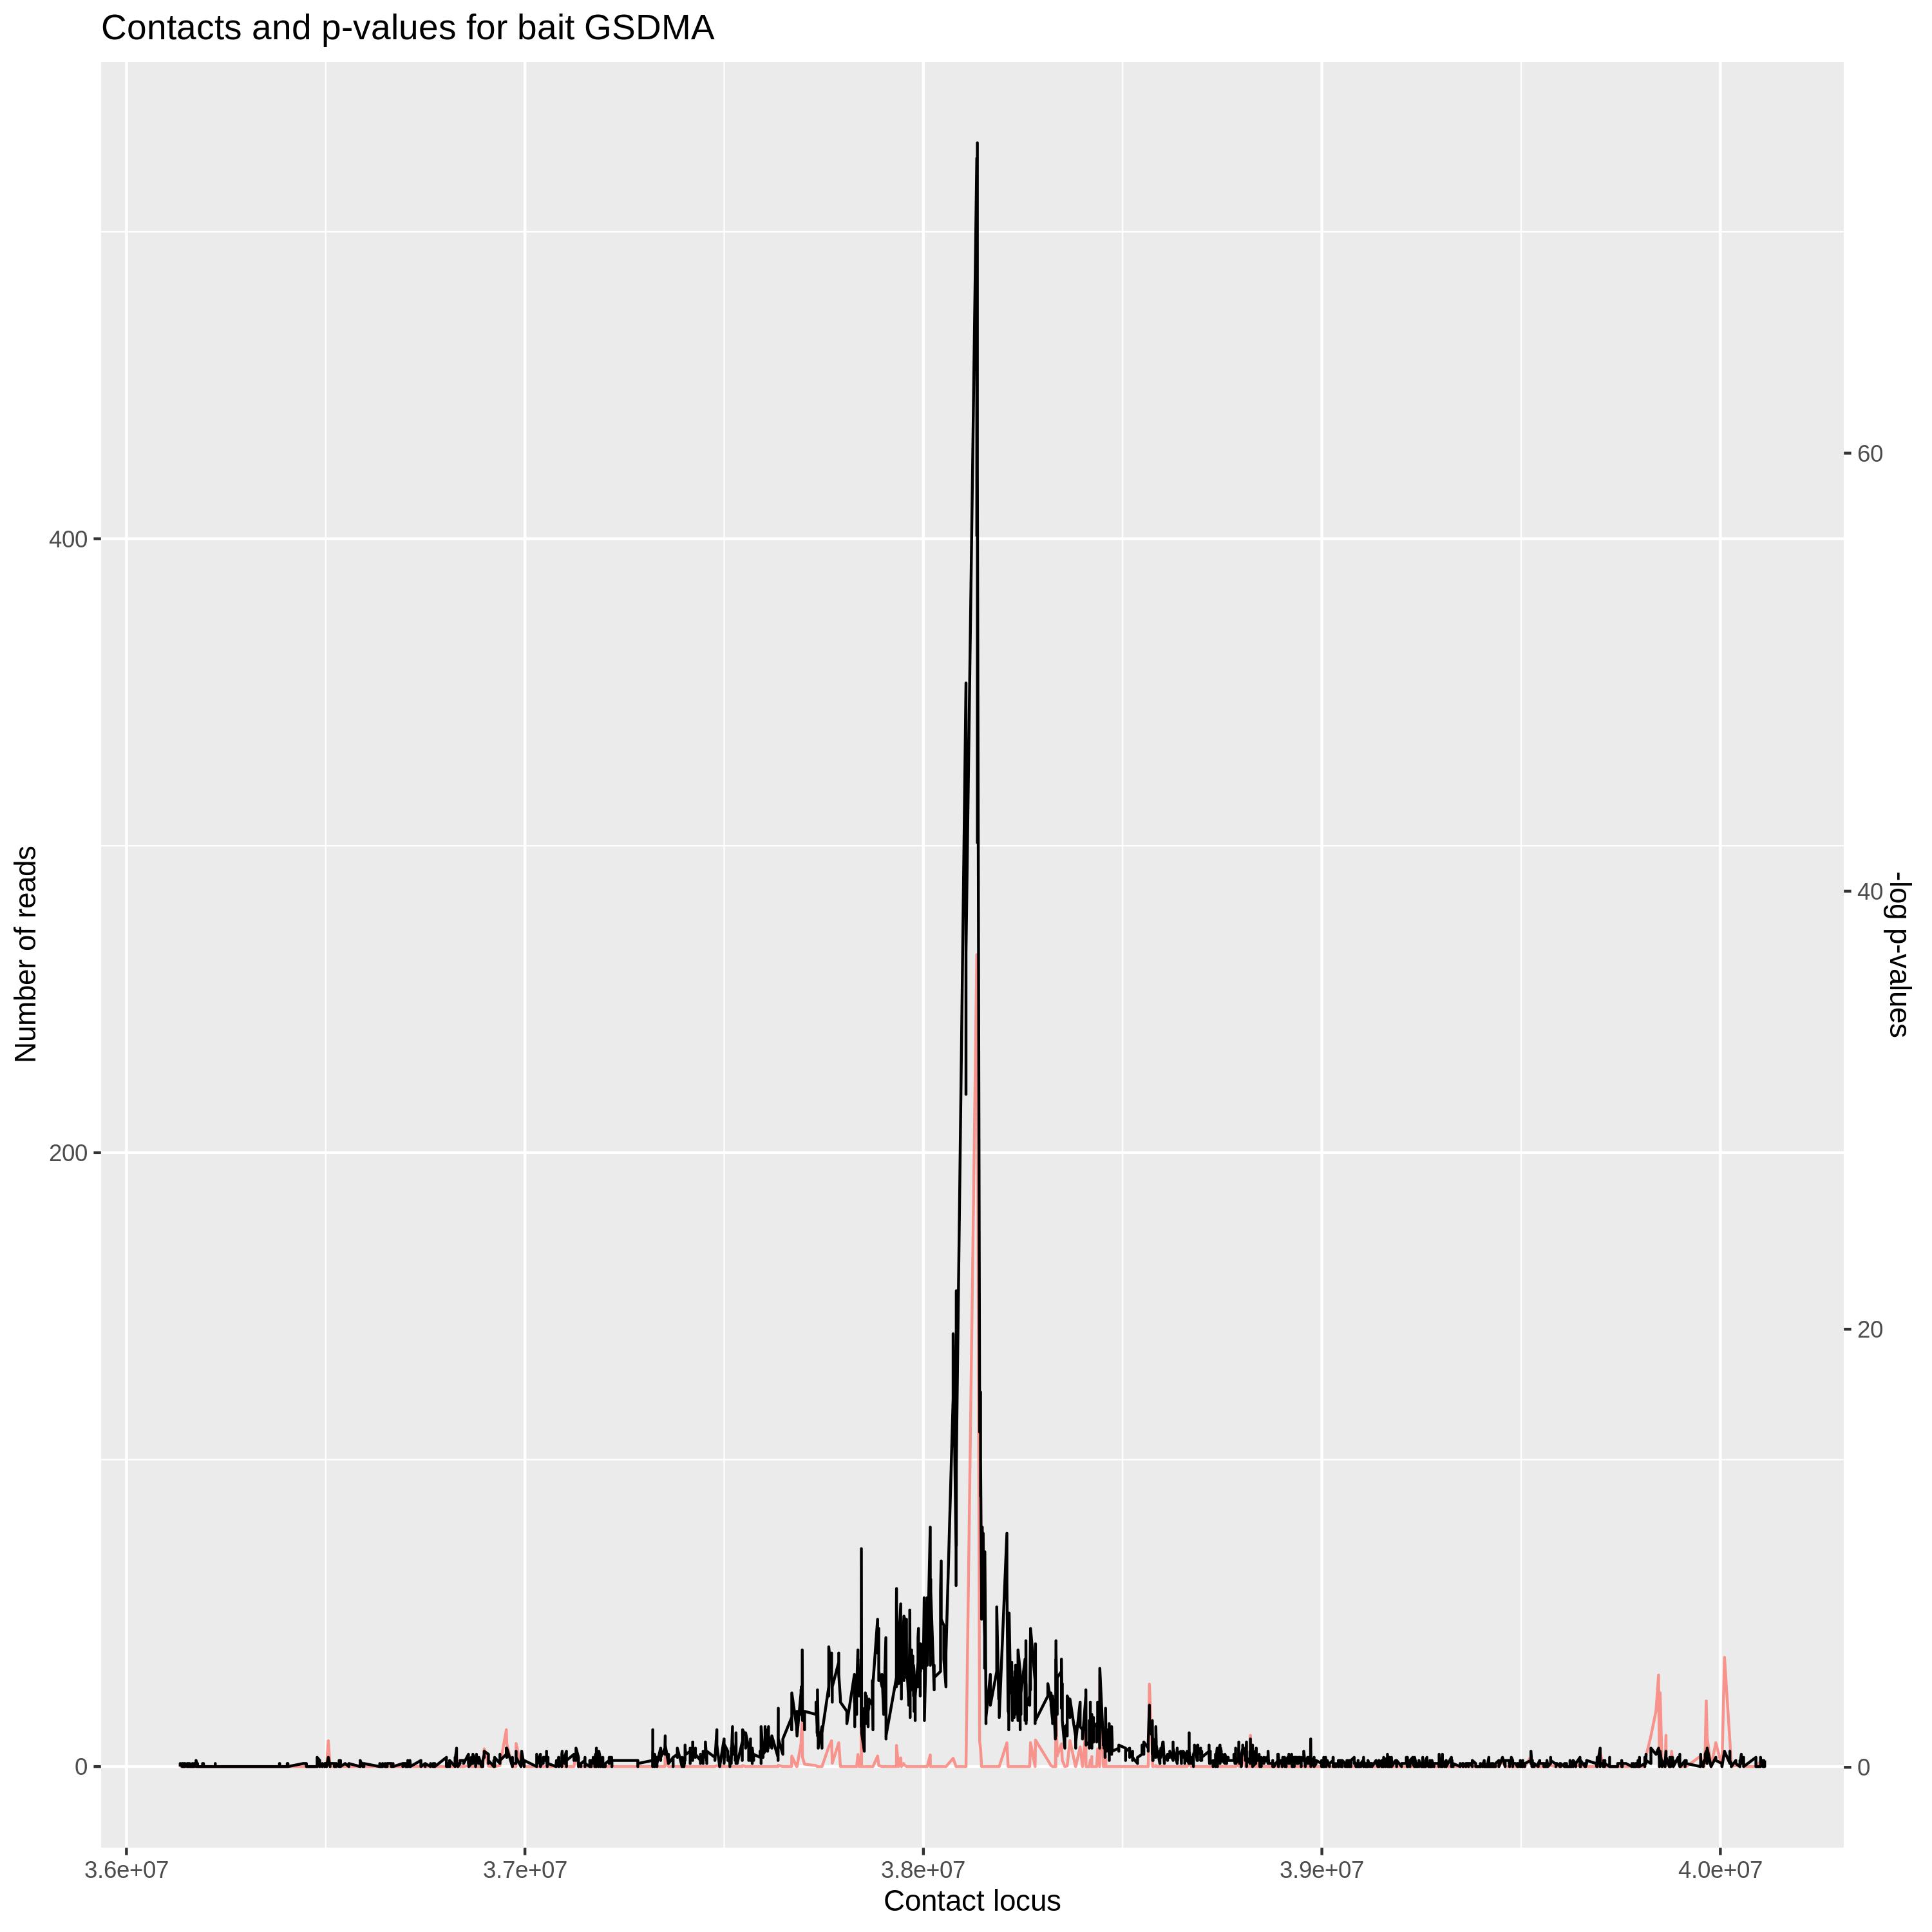 Contacts and p-values for bait GSDMA
Number of reads
400
200
0
60
40
20
0
-log p-values
3.6e+07 3.7e+07 3.8e+07 3.9e+07 4.0e+07
Contact locus